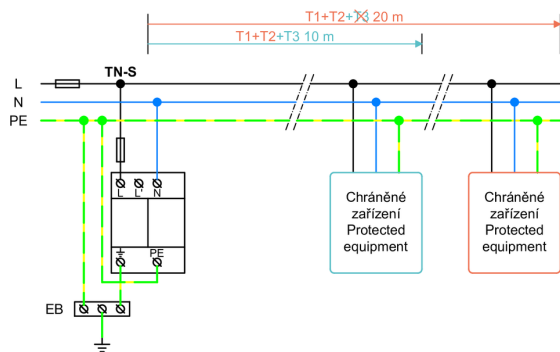 T1+T2+T3 20 m
T1+T2+T3 10 m
TN-S
L
N
PE
L L' N
PE
Chráněné
zařízení
Protected
equipment
Chráněné
zařízení
Protected
equipment
EB